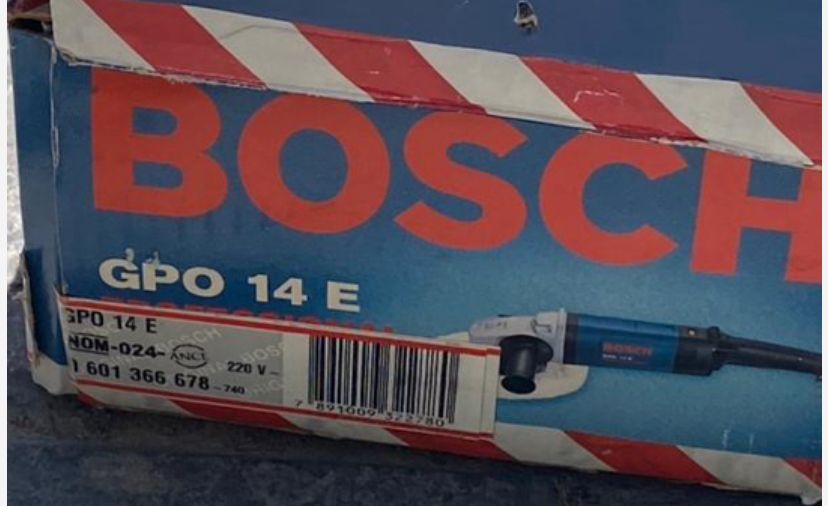 BOSCH
GPO 14 E
GPO 14 E
NOM-024-ANCE
220 V~
1 601 366 678-740
7 891009 322780
BOSCH